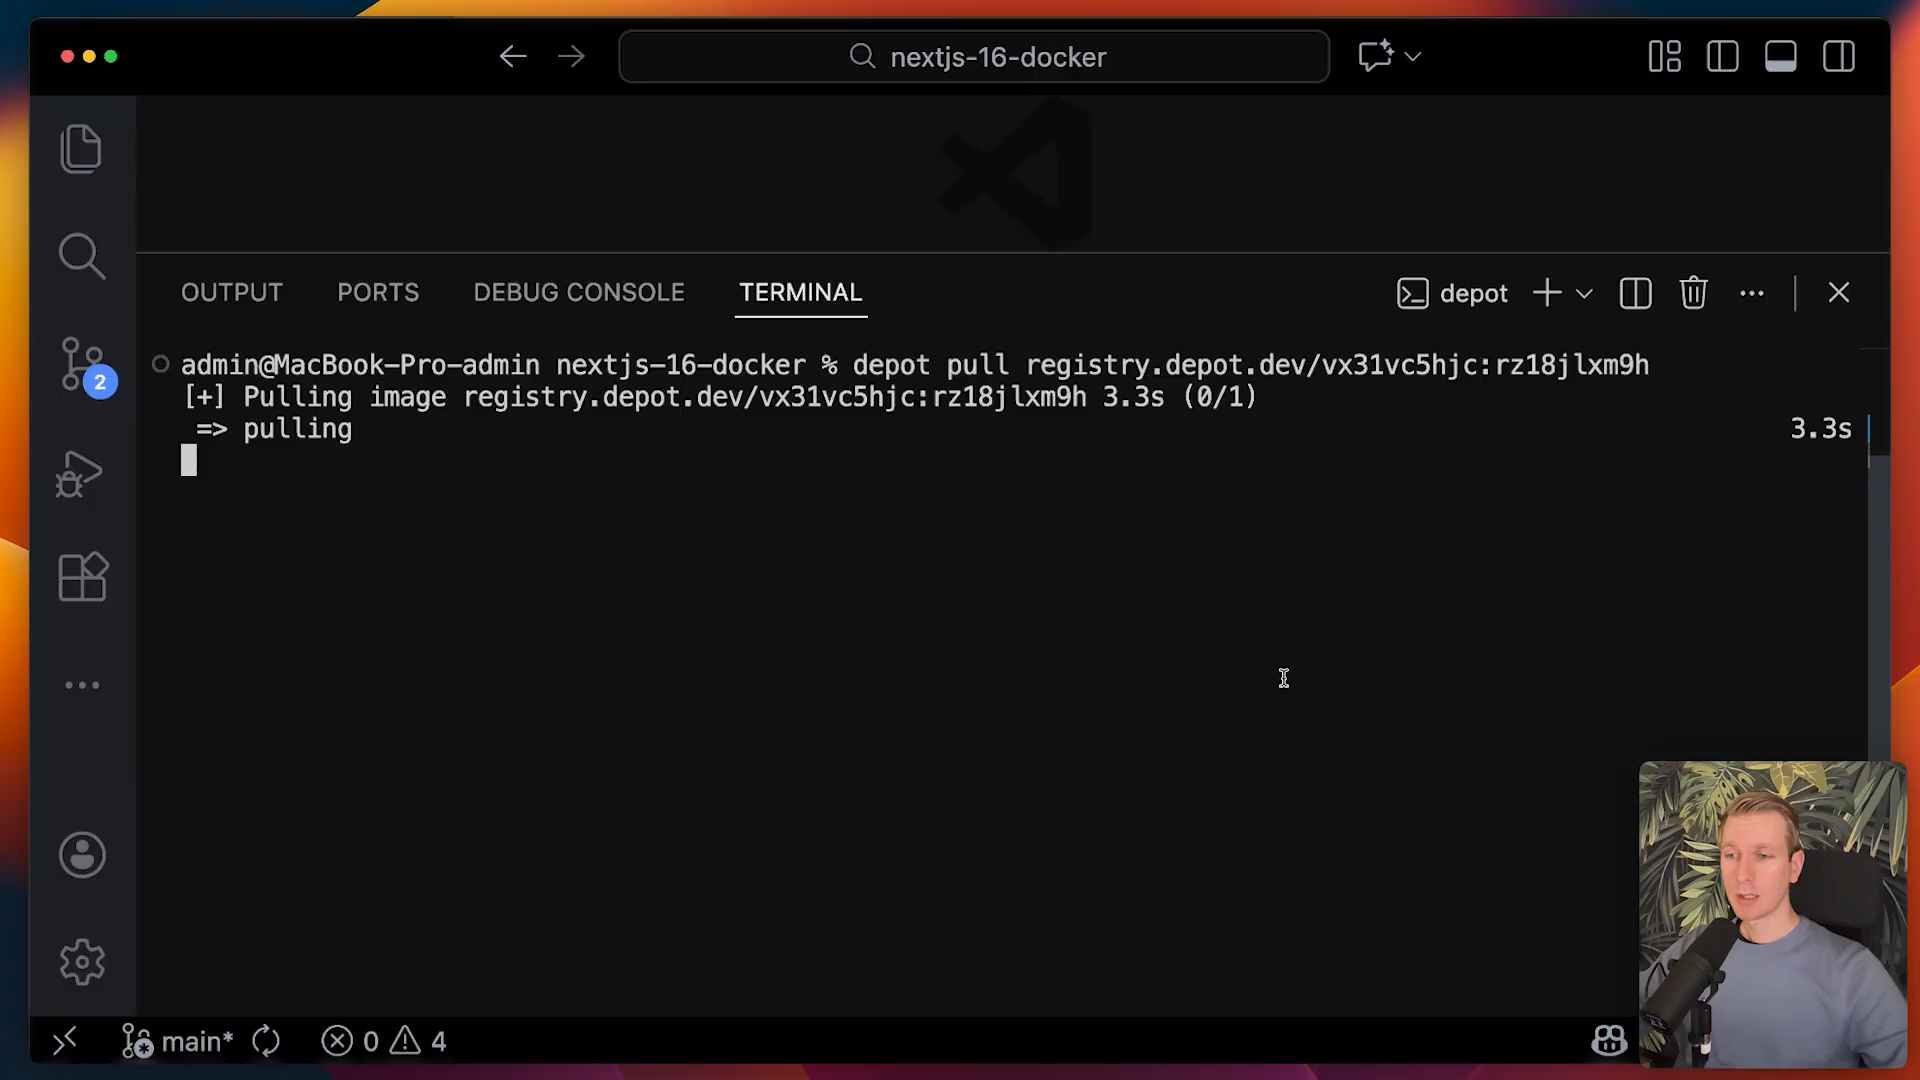 nextjs-16-docker
OUTPUT PORTS DEBUG CONSOLE TERMINAL depot
admin@MacBook-Pro-admin nextjs-16-docker % depot pull registry.depot.dev/vx31vc5hjc:rz18jlxm9h
[+] Pulling image registry.depot.dev/vx31vc5hjc:rz18jlxm9h 3.3s (0/1)
=> pulling 3.3s
2
main* 0 4